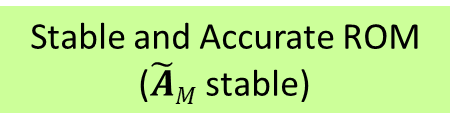 Stable and Accurate ROM
(𝑨̃_M stable)